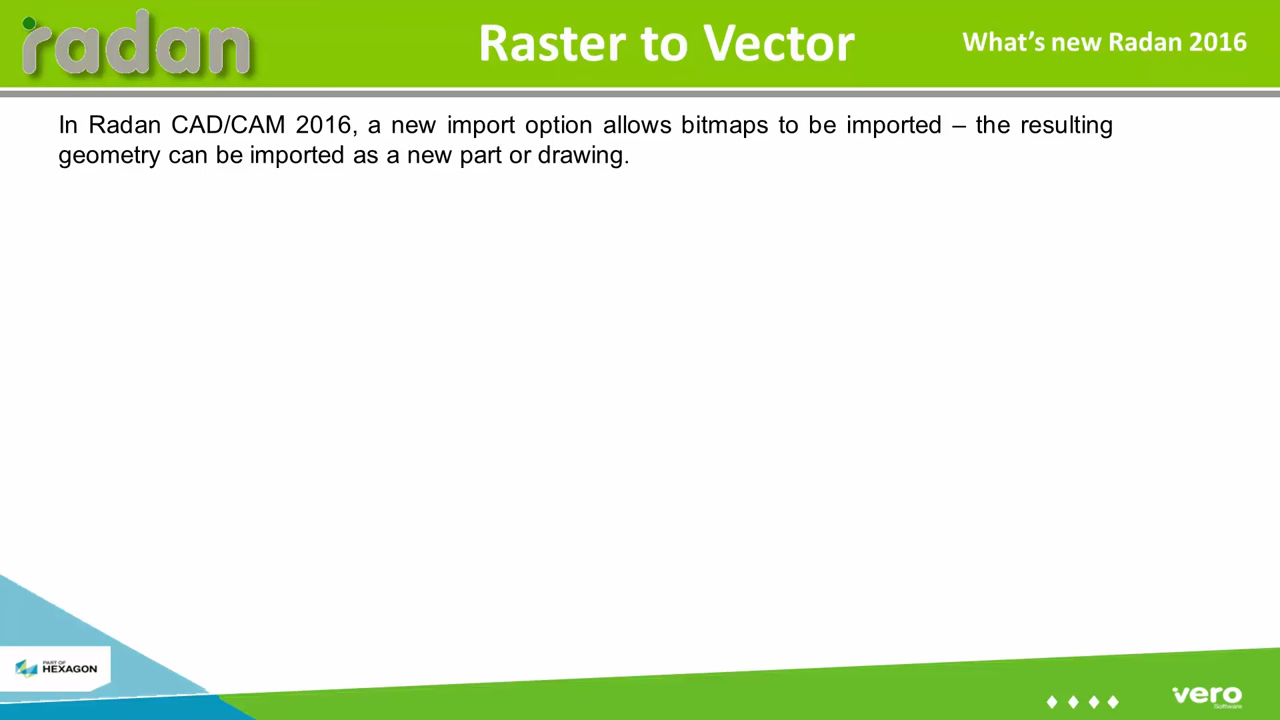 radan
Raster to Vector
What's new Radan 2016
In Radan CAD/CAM 2016, a new import option allows bitmaps to be imported – the resulting
geometry can be imported as a new part or drawing.
PART OF
HEXAGON
vero
Software